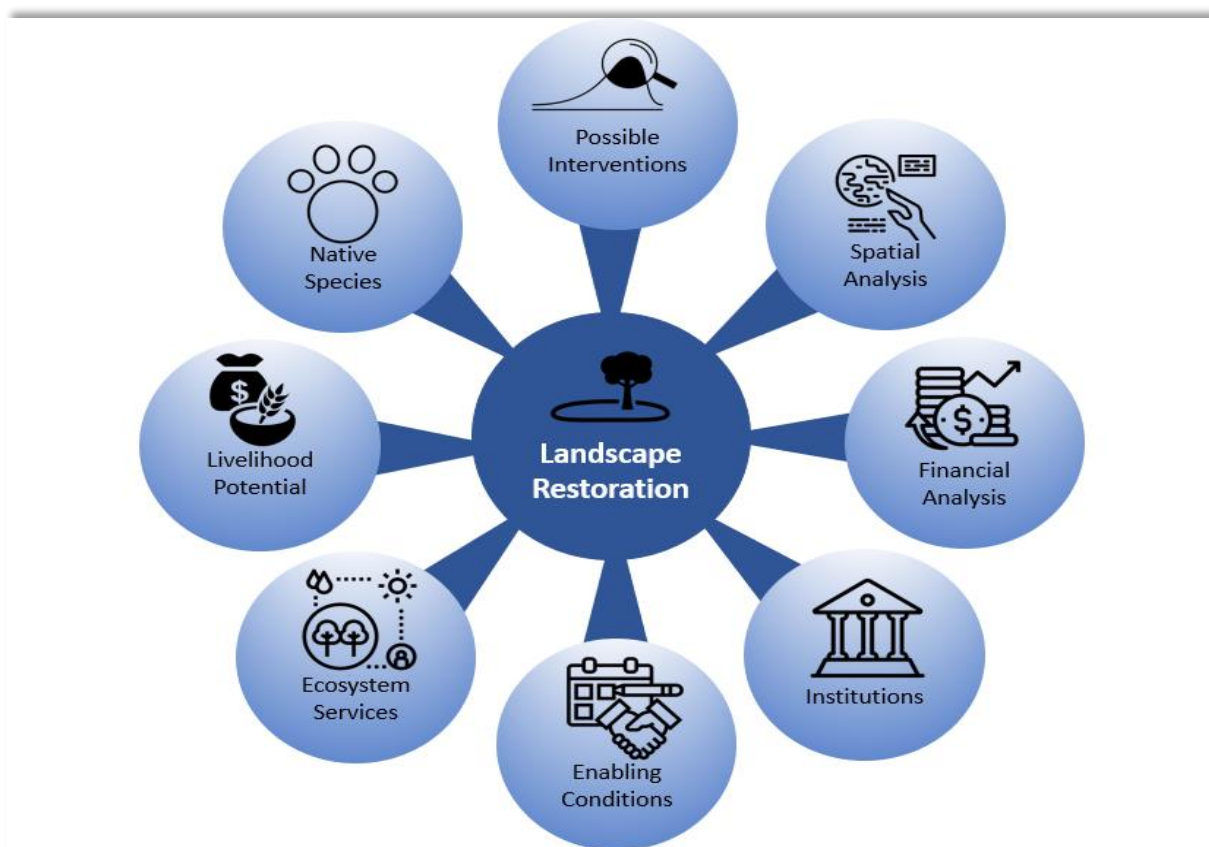 Possible
Interventions
Spatial
Analysis
Financial
Analysis
Institutions
Enabling
Conditions
Ecosystem
Services
Livelihood
Potential
Native
Species
Landscape
Restoration
$
$